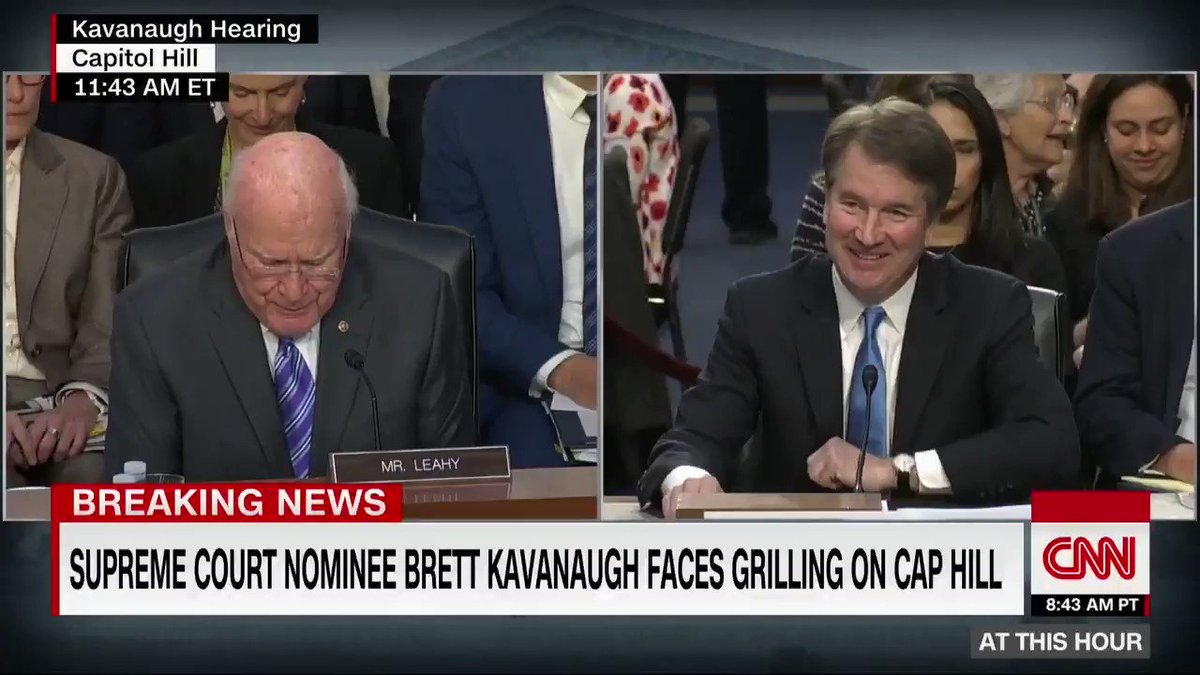 Kavanaugh Hearing
Capitol Hill
11:43 AM ET
MR. LEAHY
BREAKING NEWS
SUPREME COURT NOMINEE BRETT KAVANAUGH FACES GRILLING ON CAP HILL
CNN
8:43 AM PT
AT THIS HOUR